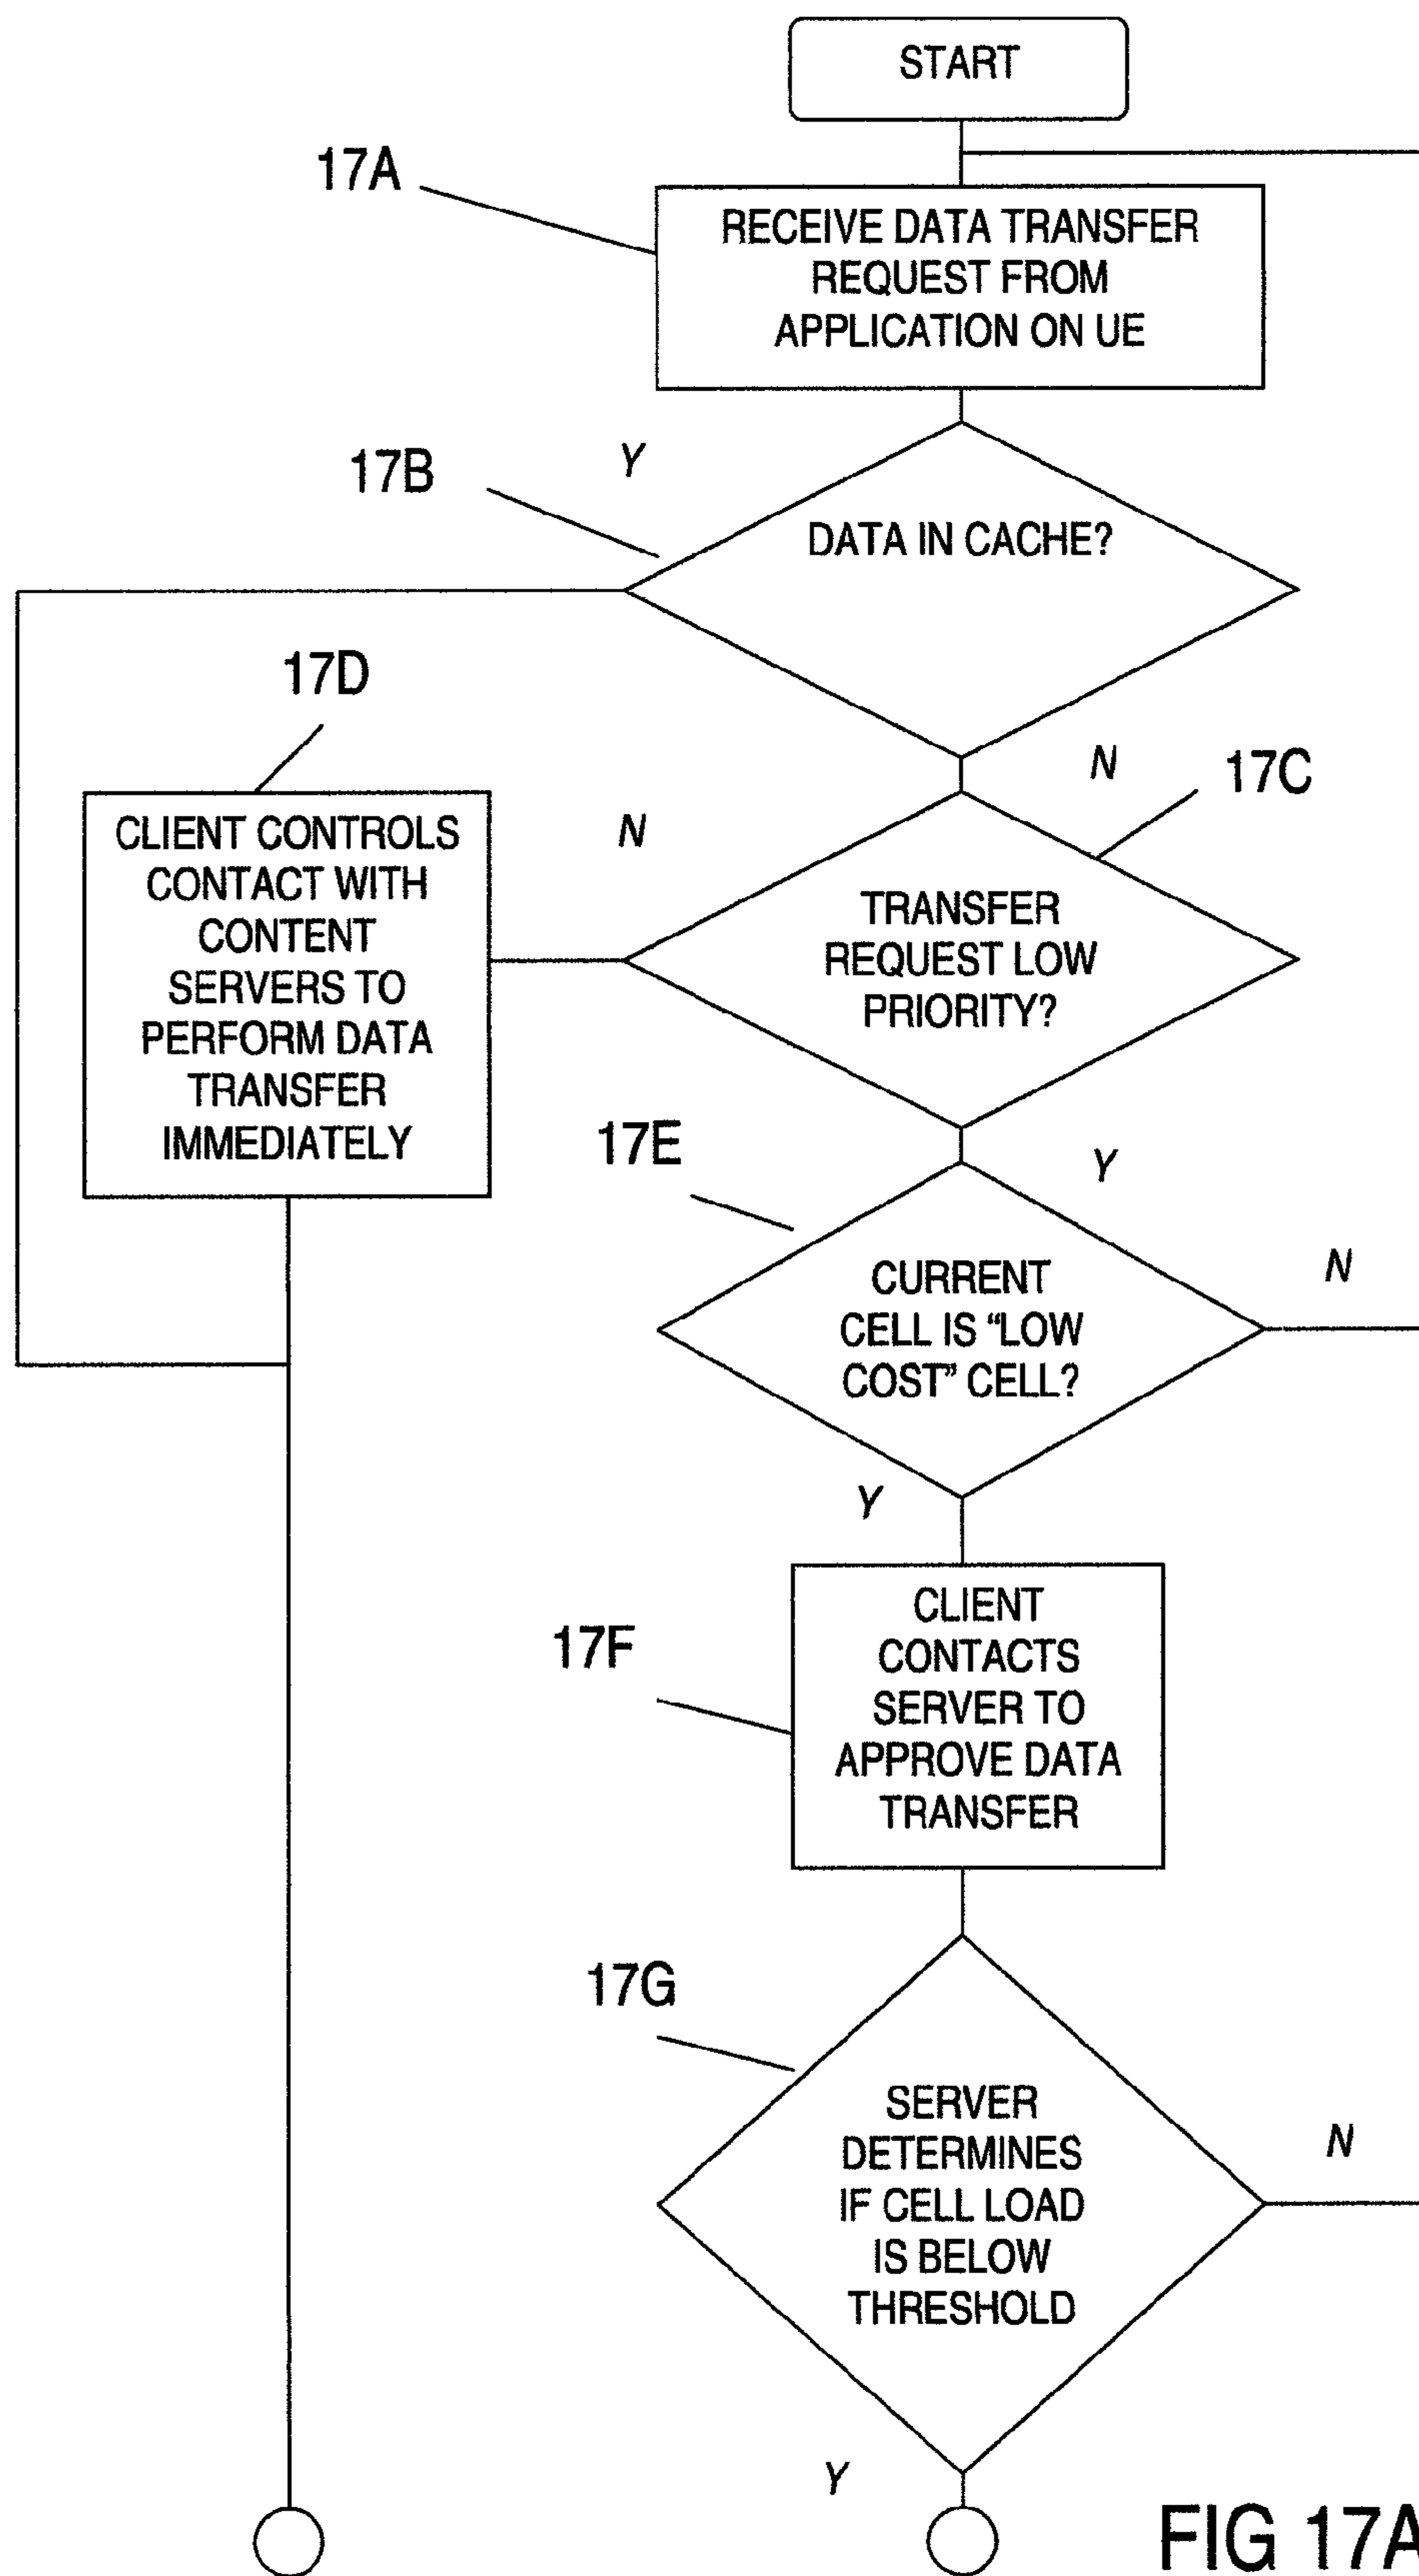 START
17A
RECEIVE DATA TRANSFER
REQUEST FROM
APPLICATION ON UE
17B
Y
DATA IN CACHE?
N
17D
CLIENT CONTROLS
CONTACT WITH
CONTENT
SERVERS TO
PERFORM DATA
TRANSFER
IMMEDIATELY
N
17C
TRANSFER
REQUEST LOW
PRIORITY?
Y
17E
CURRENT
CELL IS “LOW
COST” CELL?
N
Y
17F
CLIENT
CONTACTS
SERVER TO
APPROVE DATA
TRANSFER
17G
SERVER
DETERMINES
IF CELL LOAD
IS BELOW
THRESHOLD
N
Y
FIG 17A